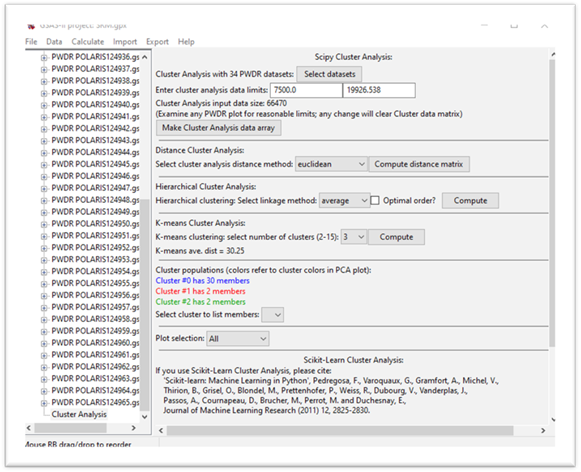 GSAS-II project: SKM.gpx
File Data Calculate Import Export Help
PWDR POLARIS124936.gs
PWDR POLARIS124937.gs
PWDR POLARIS124938.gs
PWDR POLARIS124939.gs
PWDR POLARIS124940.gs
PWDR POLARIS124941.gs
PWDR POLARIS124942.gs
PWDR POLARIS124943.gs
PWDR POLARIS124944.gs
PWDR POLARIS124945.gs
PWDR POLARIS124946.gs
PWDR POLARIS124947.gs
PWDR POLARIS124948.gs
PWDR POLARIS124949.gs
PWDR POLARIS124950.gs
PWDR POLARIS124951.gs
PWDR POLARIS124952.gs
PWDR POLARIS124953.gs
PWDR POLARIS124954.gs
PWDR POLARIS124955.gs
PWDR POLARIS124956.gs
PWDR POLARIS124957.gs
PWDR POLARIS124958.gs
PWDR POLARIS124959.gs
PWDR POLARIS124960.gs
PWDR POLARIS124961.gs
PWDR POLARIS124962.gs
PWDR POLARIS124963.gs
PWDR POLARIS124964.gs
PWDR POLARIS124965.gs
Cluster Analysis
Scipy Cluster Analysis:
Cluster Analysis with 34 PWDR datasets: Select datasets
Enter cluster analysis data limits: 7500.0 19926.538
Cluster Analysis input data size: 66470
(Examine any PWDR plot for reasonable limits; any change will clear Cluster data matrix)
Make Cluster Analysis data array
Distance Cluster Analysis:
Select cluster analysis distance method: euclidean Compute distance matrix
Hierarchical Cluster Analysis:
Hierarchical clustering: Select linkage method: average Optimal order? Compute
K-means Cluster Analysis:
K-means clustering: select number of clusters (2-15): 3 Compute
K-means ave. dist = 30.25
Cluster populations (colors refer to cluster colors in PCA plot):
Cluster #0 has 30 members
Cluster #1 has 2 members
Cluster #2 has 2 members
Select cluster to list members:
Plot selection: All
Scikit-Learn Cluster Analysis:
If you use Scikit-Learn Cluster Analysis, please cite:
'Scikit-learn: Machine Learning in Python', Pedregosa, F., Varoquaux, G., Gramfort, A., Michel, V.,
Thirion, B., Grisel, O., Blondel, M., Prettenhofer, P., Weiss, R., Dubourg, V., Vanderplas, J.,
Passos, A., Cournapeau, D., Brucher, M., Perrot, M. and Duchesnay, E.,
Journal of Machine Learning Research (2011) 12, 2825-2830.
Mouse RB drag/drop to reorder